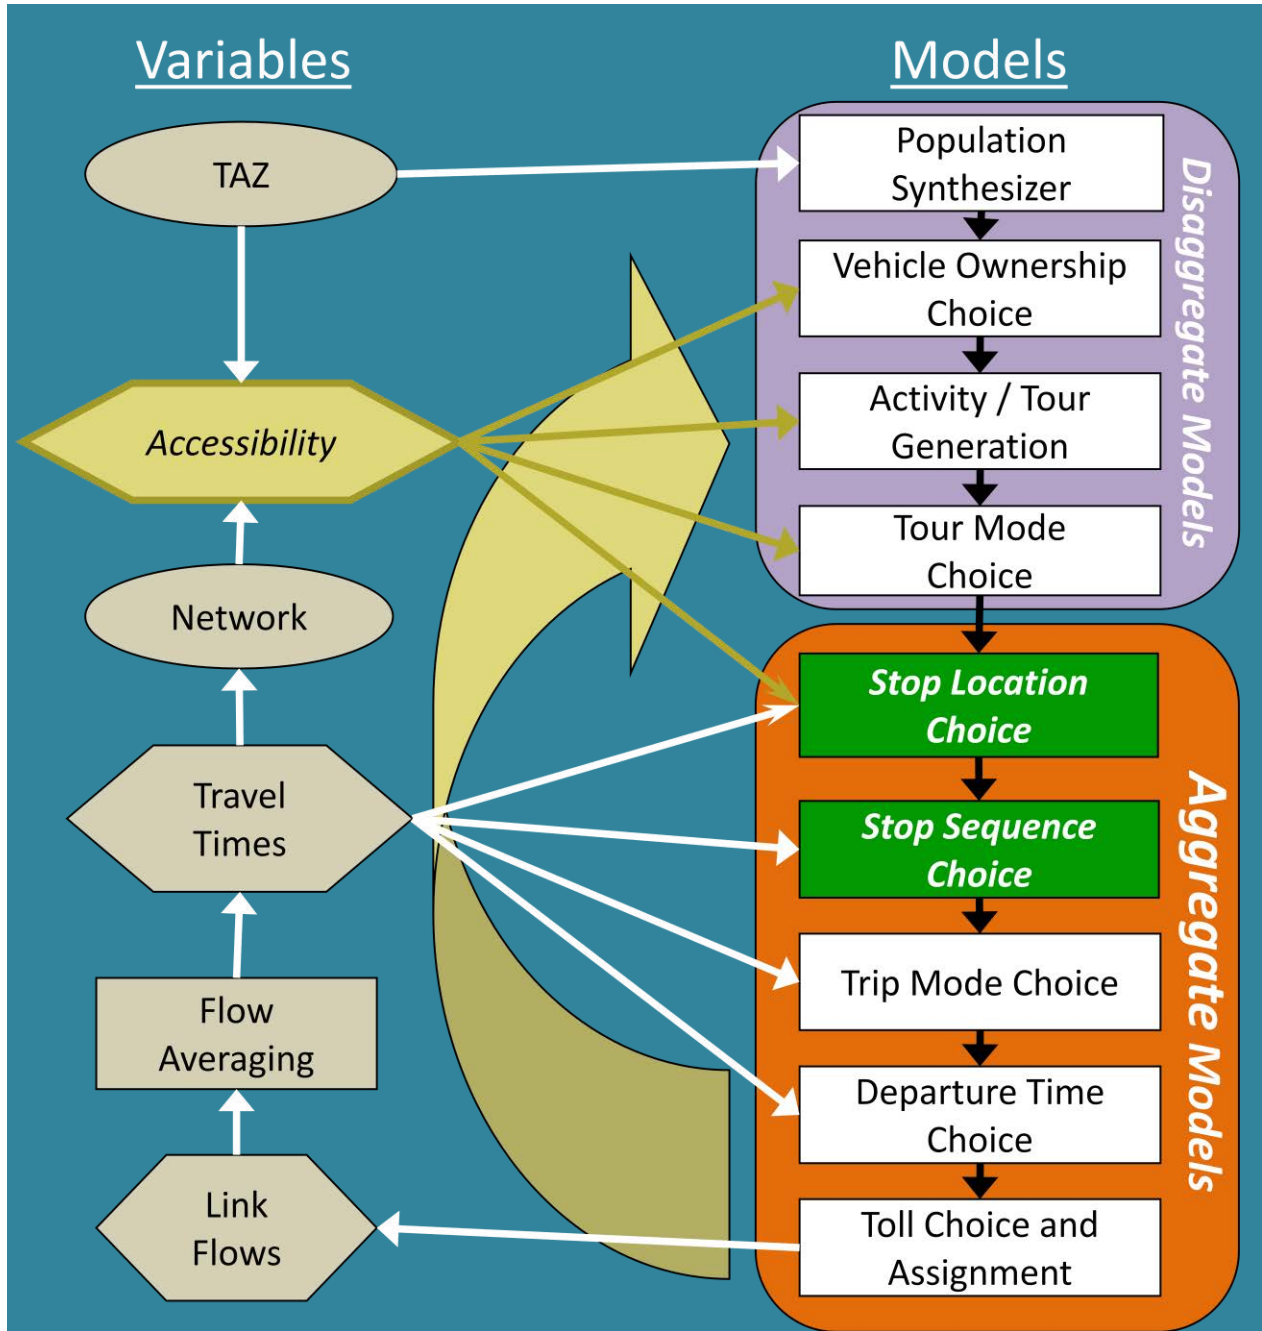 Variables
TAZ
Accessibility
Network
Travel
Times
Flow
Averaging
Link
Flows
Models
Population
Synthesizer
Vehicle Ownership
Choice
Activity / Tour
Generation
Tour Mode
Choice
Disaggregate Models
Stop Location
Choice
Stop Sequence
Choice
Trip Mode Choice
Departure Time
Choice
Toll Choice and
Assignment
Aggregate Models